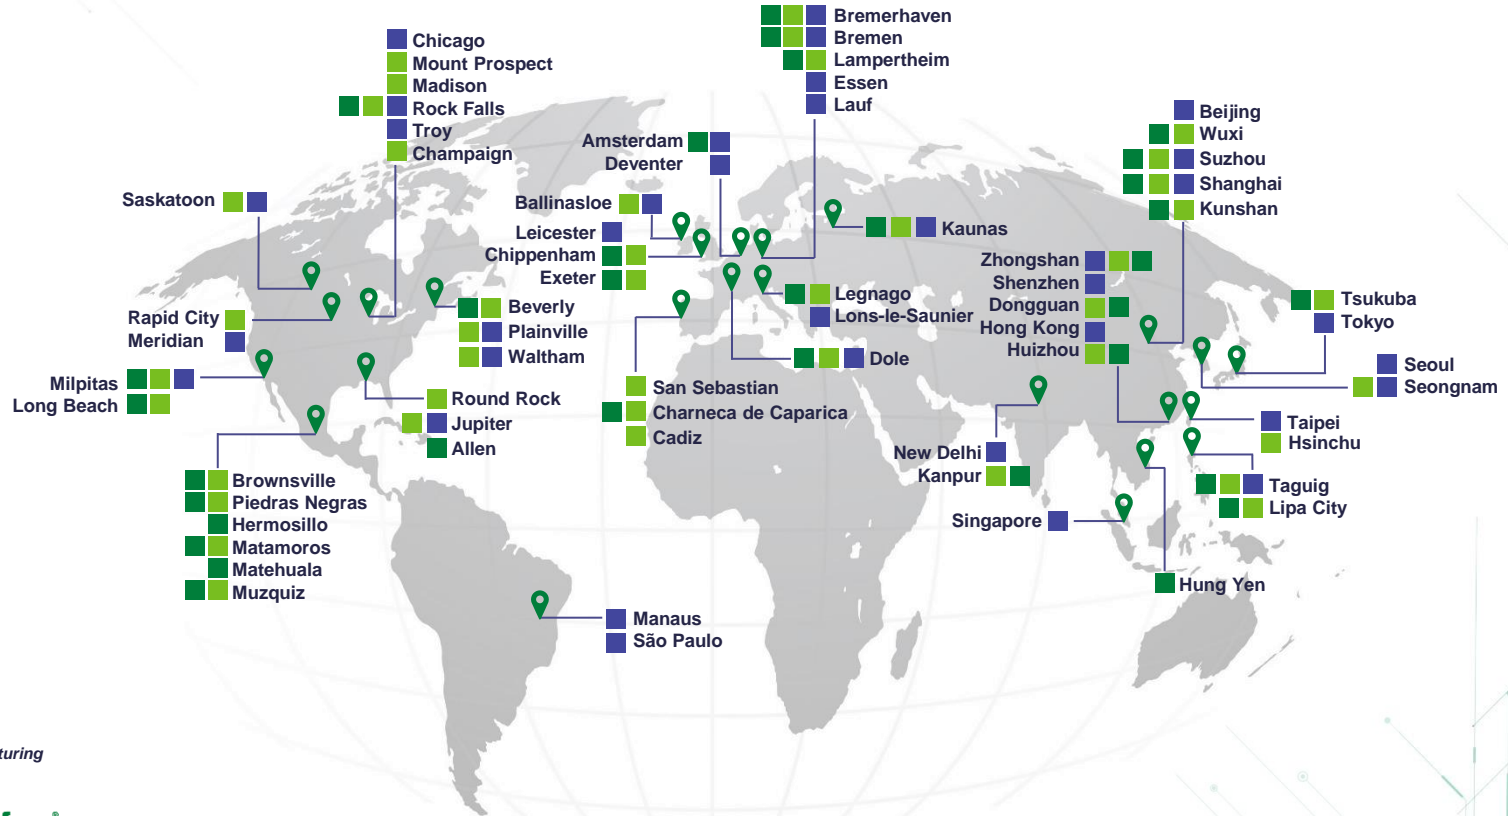 Chicago
Mount Prospect
Madison
Rock Falls
Troy
Champaign
Bremerhaven
Bremen
Lampertheim
Essen
Lauf
Beijing
Wuxi
Suzhou
Shanghai
Kunshan
Amsterdam
Deventer
Saskatoon
Ballinasloe
Leicester
Chippenham
Exeter
Kaunas
Zhongshan
Shenzhen
Dongguan
Hong Kong
Huizhou
Legnago
Lons-le-Saunier
Tsukuba
Tokyo
Rapid City
Meridian
Beverly
Plainville
Waltham
Dole
Seoul
Seongnam
Milpitas
Long Beach
Round Rock
Jupiter
Allen
San Sebastian
Charneca de Caparica
Cadiz
Taipei
Hsinchu
New Delhi
Kanpur
Brownsville
Piedras Negras
Hermosillo
Matamoros
Matehuala
Muzquiz
Taguig
Lipa City
Singapore
Hung Yen
Manaus
São Paulo
turing